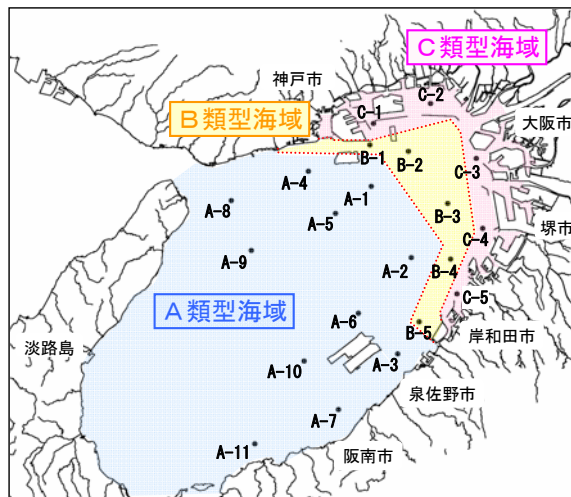 C類型海域
神戸市
C-2
B類型海域
C-1
大阪市
B-1
B-2
C-3
A-4
A-1
A-8
A-5
B-3
C-4
堺市
A-9
A-2
B-4
C-5
A類型海域
A-6
B-5
岸和田市
淡路島
A-10
A-3
泉佐野市
A-7
A-11
阪南市